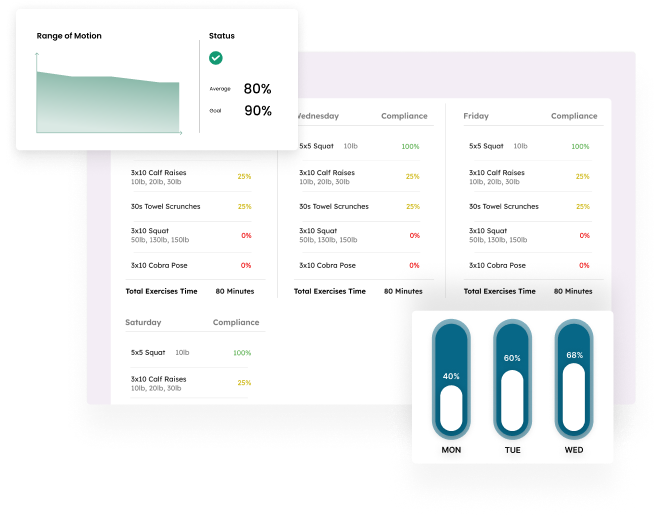 Range of Motion
Status
Average 80%
Goal 90%
3x10 Calf Raises 25%
10lb, 20lb, 30lb
30s Towel Scrunches 25%
3x10 Squat 0%
50lb, 130lb, 150lb
3x10 Cobra Pose 0%
Total Exercises Time 80 Minutes
Wednesday Compliance
5x5 Squat 10lb 100%
3x10 Calf Raises 25%
10lb, 20lb, 30lb
30s Towel Scrunches 25%
3x10 Squat 0%
50lb, 130lb, 150lb
3x10 Cobra Pose 0%
Total Exercises Time 80 Minutes
Friday Compliance
5x5 Squat 10lb 100%
3x10 Calf Raises 25%
10lb, 20lb, 30lb
30s Towel Scrunches 25%
3x10 Squat 0%
50lb, 130lb, 150lb
3x10 Cobra Pose 0%
Total Exercises Time 80 Minutes
Saturday Compliance
5x5 Squat 10lb 100%
3x10 Calf Raises 25%
10lb, 20lb, 30lb
40% 60% 68%
MON TUE WED